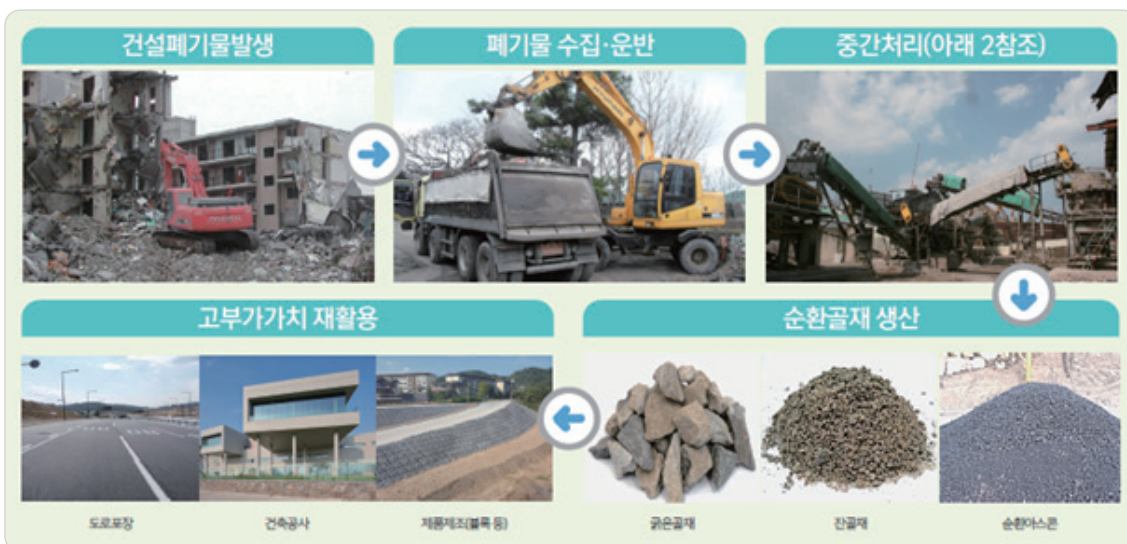 건설폐기물발생
폐기물 수집·운반
중간처리(아래 2참조)
고부가가치 재활용
순환골재 생산
도로포장
건축공사
제품제조(블록 등)
굵은골재
잔골재
순환아스콘